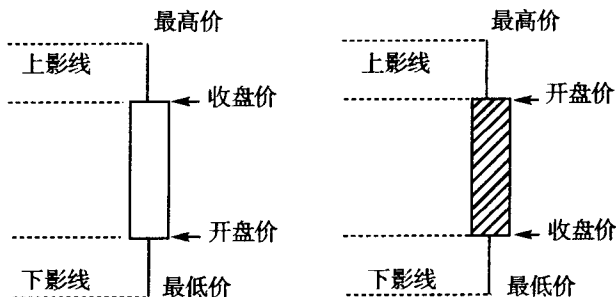 最高价 最高价
上影线 上影线
收盘价 开盘价
开盘价 收盘价
下影线 最低价 下影线 最低价